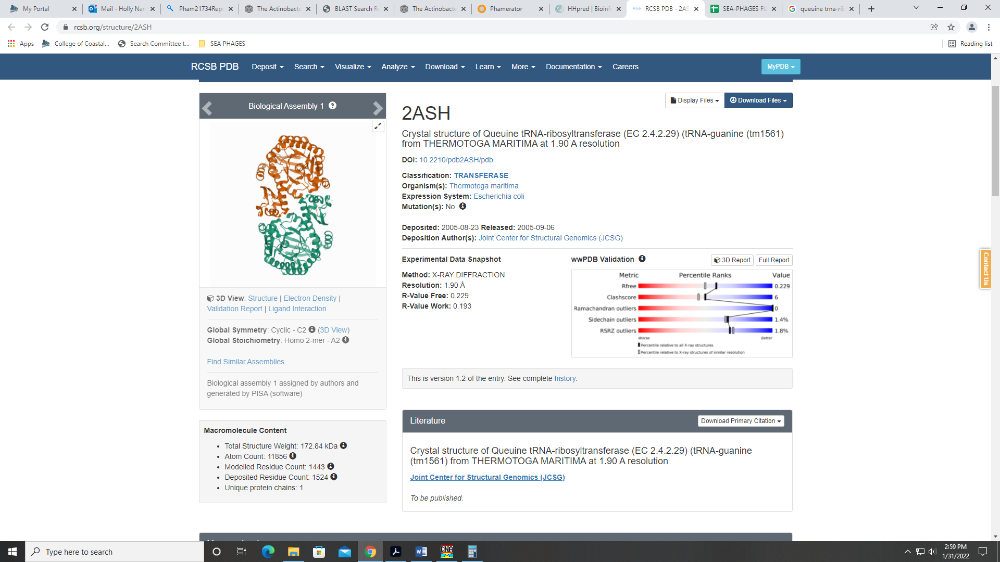 My Portal
Mail - Holly Nan
Pham21734Repo
The Actinobacte
BLAST Search R
The Actinobacte
Phamerator
HHpred | Bioinf
RCSB PDB - 2AS
SEA-PHAGES FU
queuine trna-rib
rcsb.org/structure/2ASH
Apps
College of Coastal...
Search Committee t...
SEA PHAGES
Reading list
RCSB PDB
Deposit
Search
Visualize
Analyze
Download
Learn
More
Documentation
Careers
MyPDB
Biological Assembly 1
Display Files
Download Files
2ASH
Crystal structure of Queuine tRNA-ribosyltransferase (EC 2.4.2.29) (tRNA-guanine (tm1561)
from THERMOTOGA MARITIMA at 1.90 A resolution
DOI: 10.2210/pdb2ASH/pdb
Classification: TRANSFERASE
Organism(s): Thermotoga maritima
Expression System: Escherichia coli
Mutation(s): No
Deposited: 2005-08-23 Released: 2005-09-06
Deposition Author(s): Joint Center for Structural Genomics (JCSG)
Experimental Data Snapshot
Method: X-RAY DIFFRACTION
Resolution: 1.90 Å
R-Value Free: 0.229
R-Value Work: 0.193
wwPDB Validation
3D Report
Full Report
Metric Percentile Ranks Value
Rfree 0.229
Clashscore 6
Ramachandran outliers 0
Sidechain outliers 1.4%
RSRZ outliers 1.8%
Worse Better
Percentile relative to all X-ray structures
Percentile relative to X-ray structures of similar resolution
Contact Us
3D View: Structure | Electron Density |
Validation Report | Ligand Interaction
Global Symmetry: Cyclic - C2 (3D View)
Global Stoichiometry: Homo 2-mer - A2
Find Similar Assemblies
Biological assembly 1 assigned by authors and
generated by PISA (software)
This is version 1.2 of the entry. See complete history.
Macromolecule Content
• Total Structure Weight: 172.84 kDa
• Atom Count: 11856
• Modelled Residue Count: 1443
• Deposited Residue Count: 1524
• Unique protein chains: 1
Literature
Download Primary Citation
Crystal structure of Queuine tRNA-ribosyltransferase (EC 2.4.2.29) (tRNA-guanine
(tm1561) from THERMOTOGA MARITIMA at 1.90 A resolution
Joint Center for Structural Genomics (JCSG)
To be published.
Type here to search
DNA
2:59 PM
1/31/2022